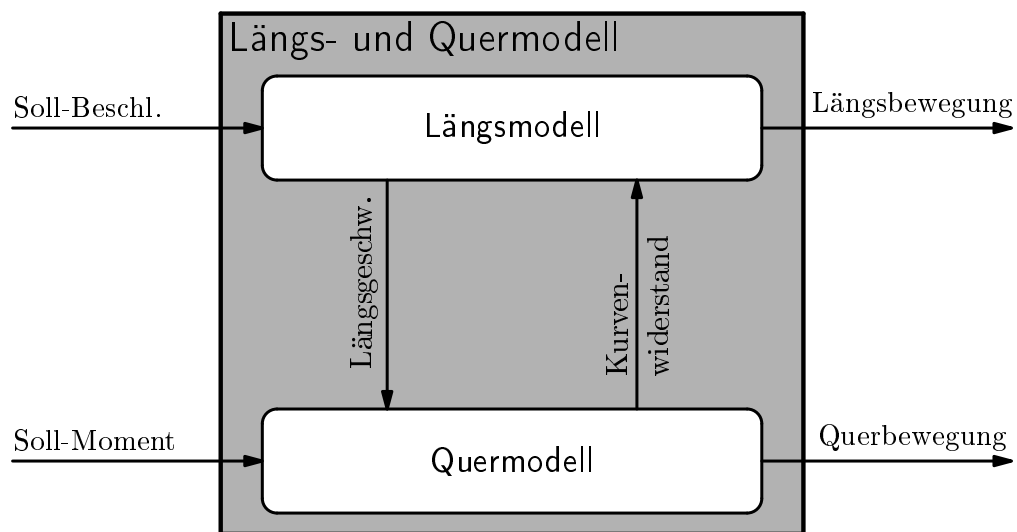 Längs- und Quermodell
Soll-Beschl.
Längsmodell
Längsbewegung
Längsgeschw.
Kurven-
widerstand
Soll-Moment
Quermodell
Querbewegung